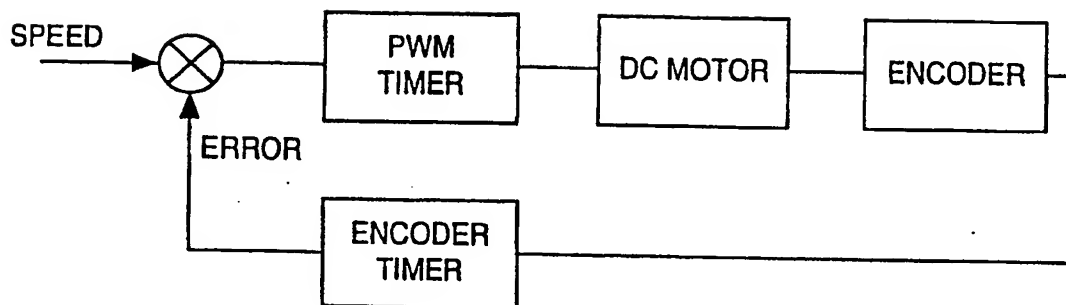 SPEED
PWM
TIMER
DC MOTOR
ENCODER
ERROR
ENCODER
TIMER